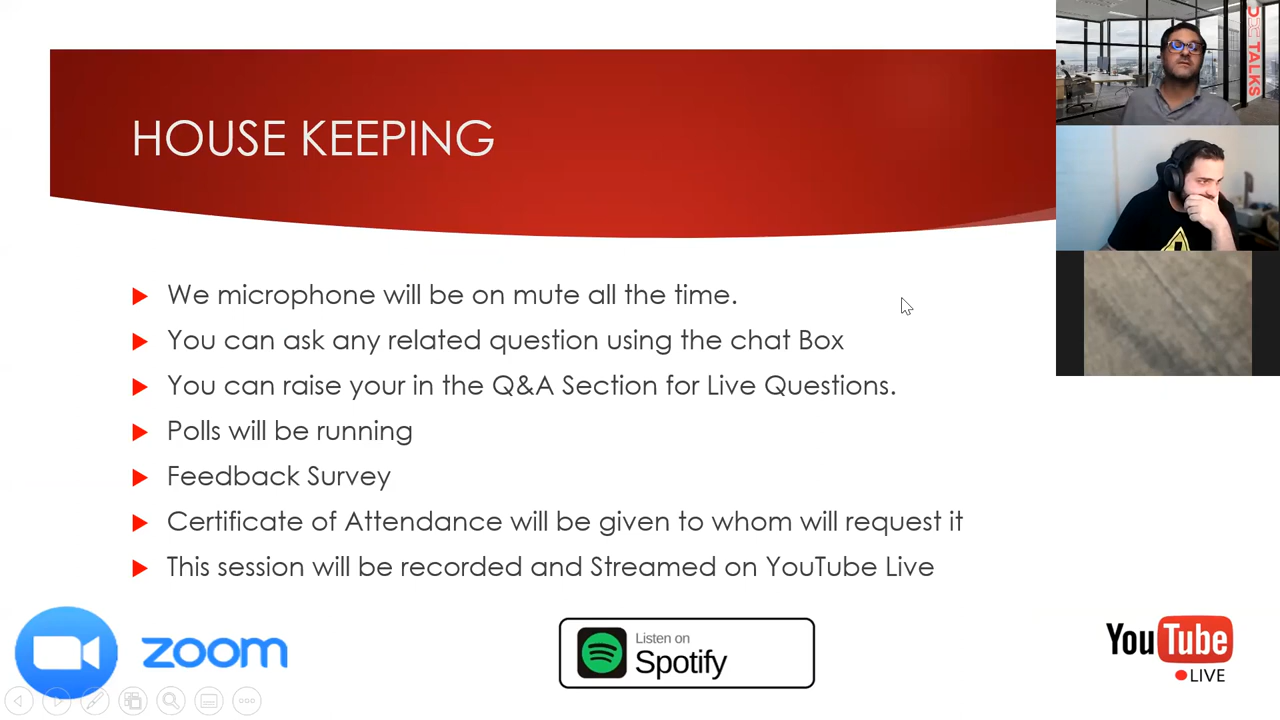 HOUSE KEEPING
We microphone will be on mute all the time.
You can ask any related question using the chat Box
You can raise your in the Q&A Section for Live Questions.
Polls will be running
Feedback Survey
Certificate of Attendance will be given to whom will request it
This session will be recorded and Streamed on YouTube Live
zoom
Listen on
Spotify
YouTube
LIVE
TALKS